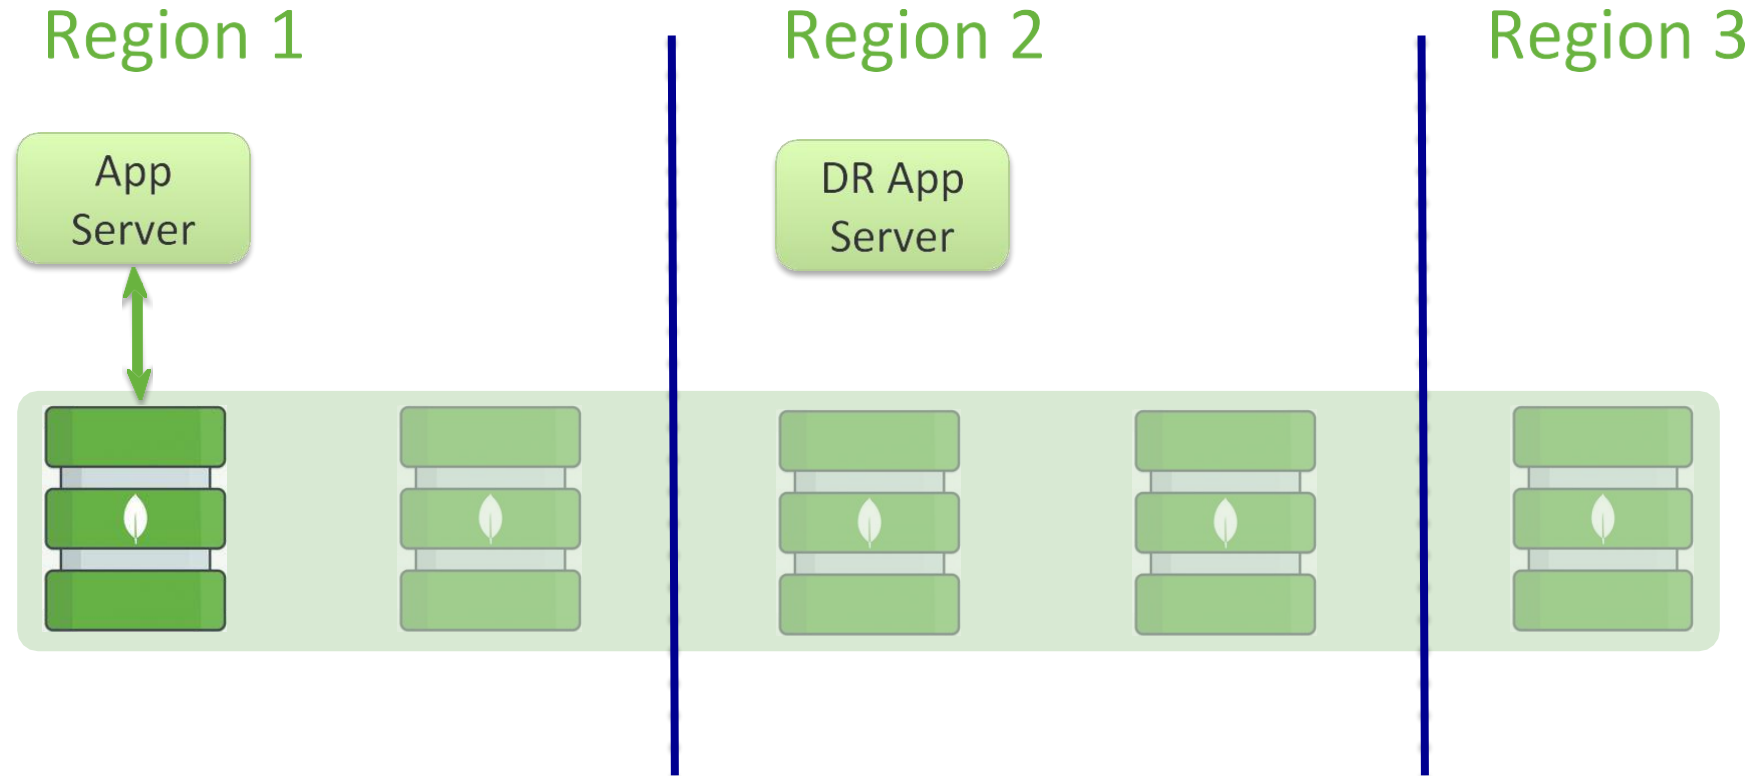 Region 1
Region 2
Region 3
App
Server
DR App
Server